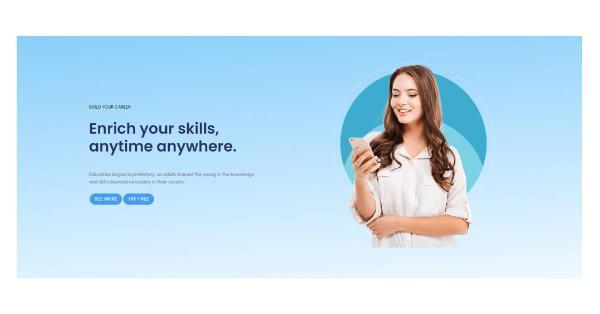 BUILD YOUR CAREER
Enrich your skills,
anytime anywhere.
Education began in prehistory, as adults trained the young in the knowledge
and skills deemed necessary in their society.
SEE MORE
TRY FREE